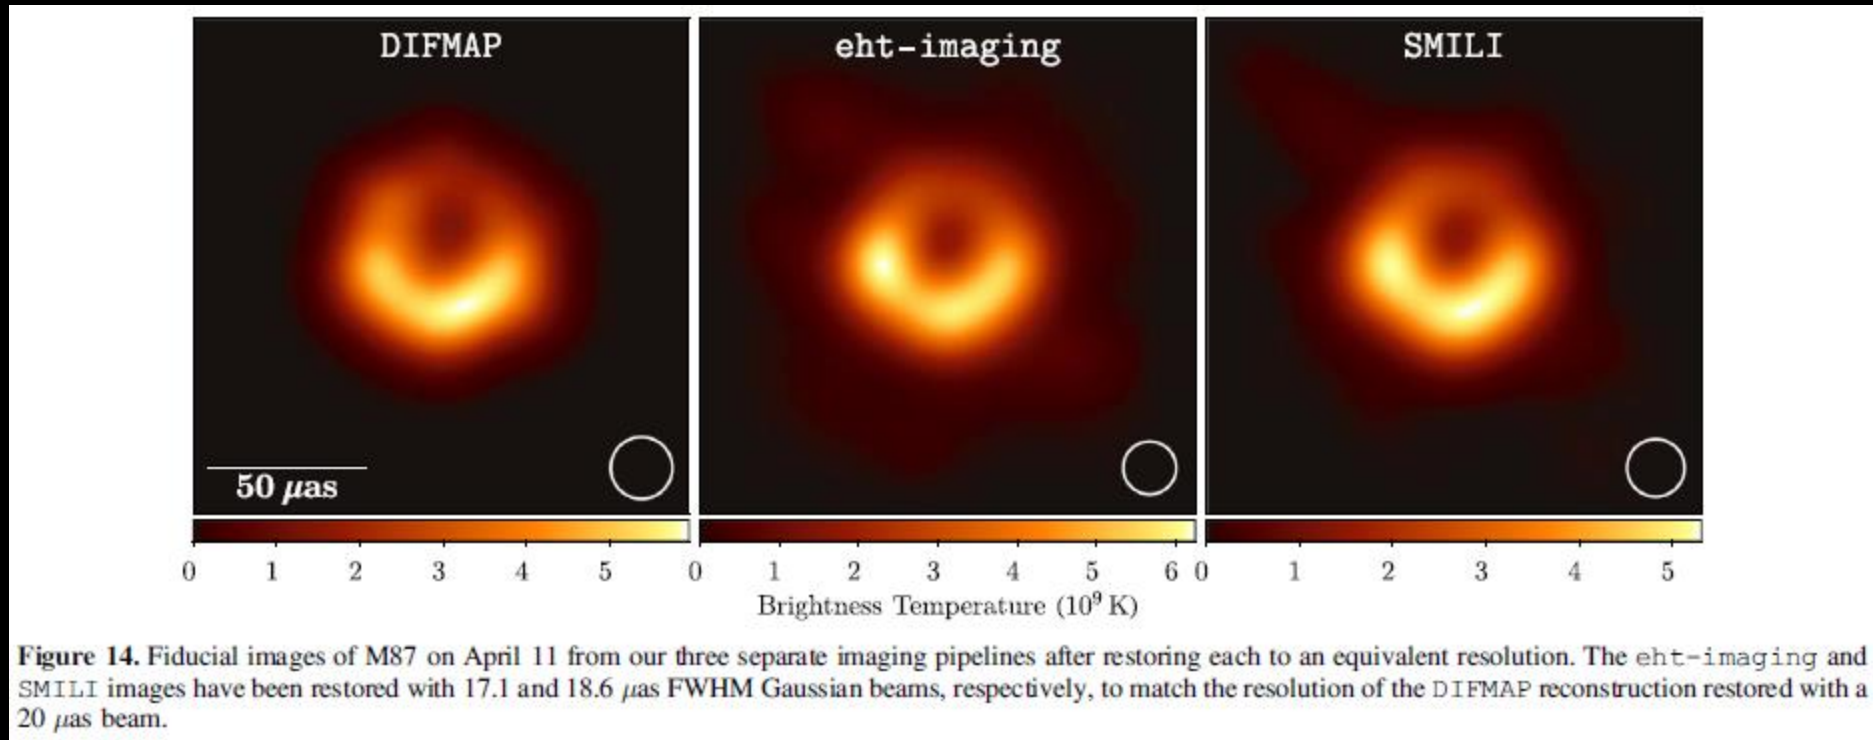 DIFMAP eht-imaging SMILI
50 μas
0 1 2 3 4 5 0 1 2 3 4 5 6 0 1 2 3 4 5
Brightness Temperature (10⁹ K)
Figure 14. Fiducial images of M87 on April 11 from our three separate imaging pipelines after restoring each to an equivalent resolution. The eht-imaging and
SMILI images have been restored with 17.1 and 18.6 μas FWHM Gaussian beams, respectively, to match the resolution of the DIFMAP reconstruction restored with a
20 μas beam.